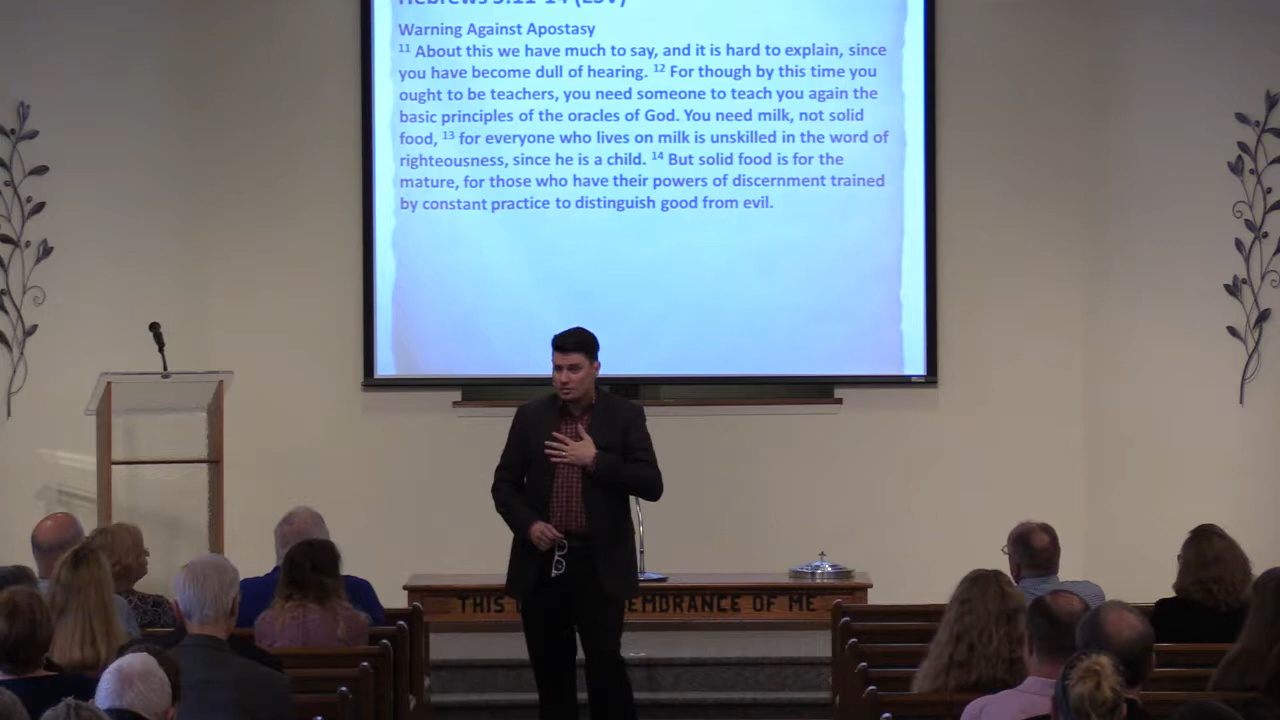 Hebrews 5:11-14 (ESV)
Warning Against Apostasy
11 About this we have much to say, and it is hard to explain, since
you have become dull of hearing. 12 For though by this time you
ought to be teachers, you need someone to teach you again the
basic principles of the oracles of God. You need milk, not solid
food, 13 for everyone who lives on milk is unskilled in the word of
righteousness, since he is a child. 14 But solid food is for the
mature, for those who have their powers of discernment trained
by constant practice to distinguish good from evil.
THIS EMBRANCE OF ME